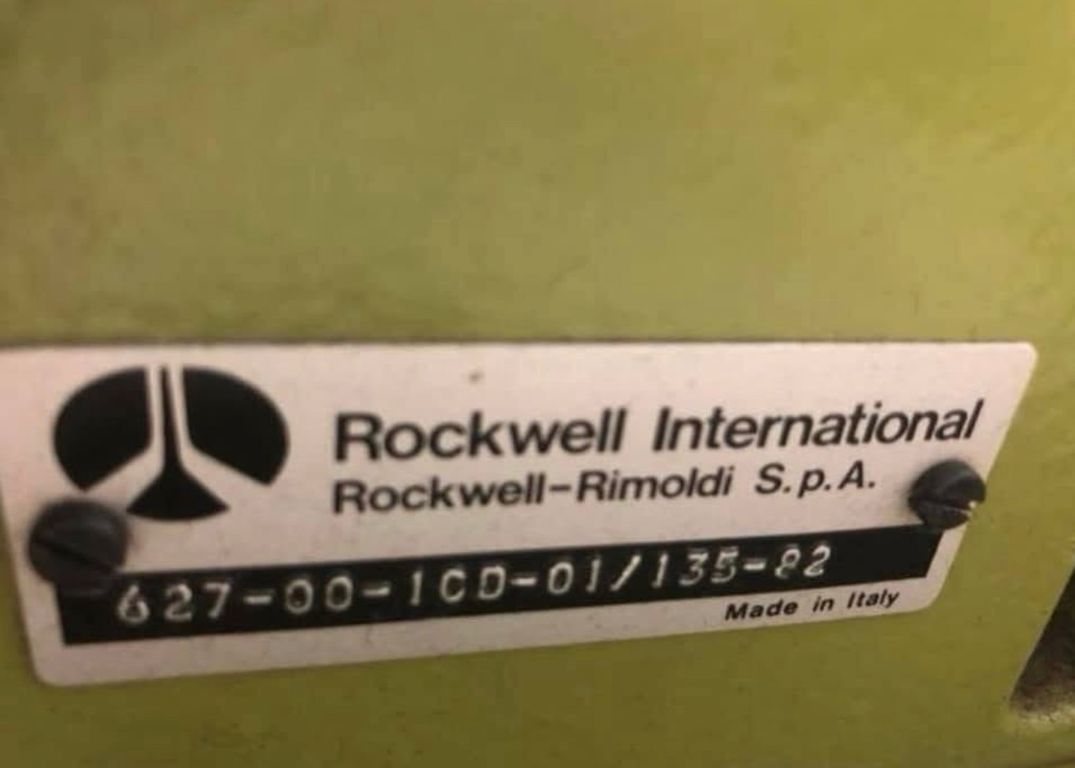 Rockwell International
Rockwell-Rimoldi S.p.A.
627-00-1CD-01/135-82
Made in Italy